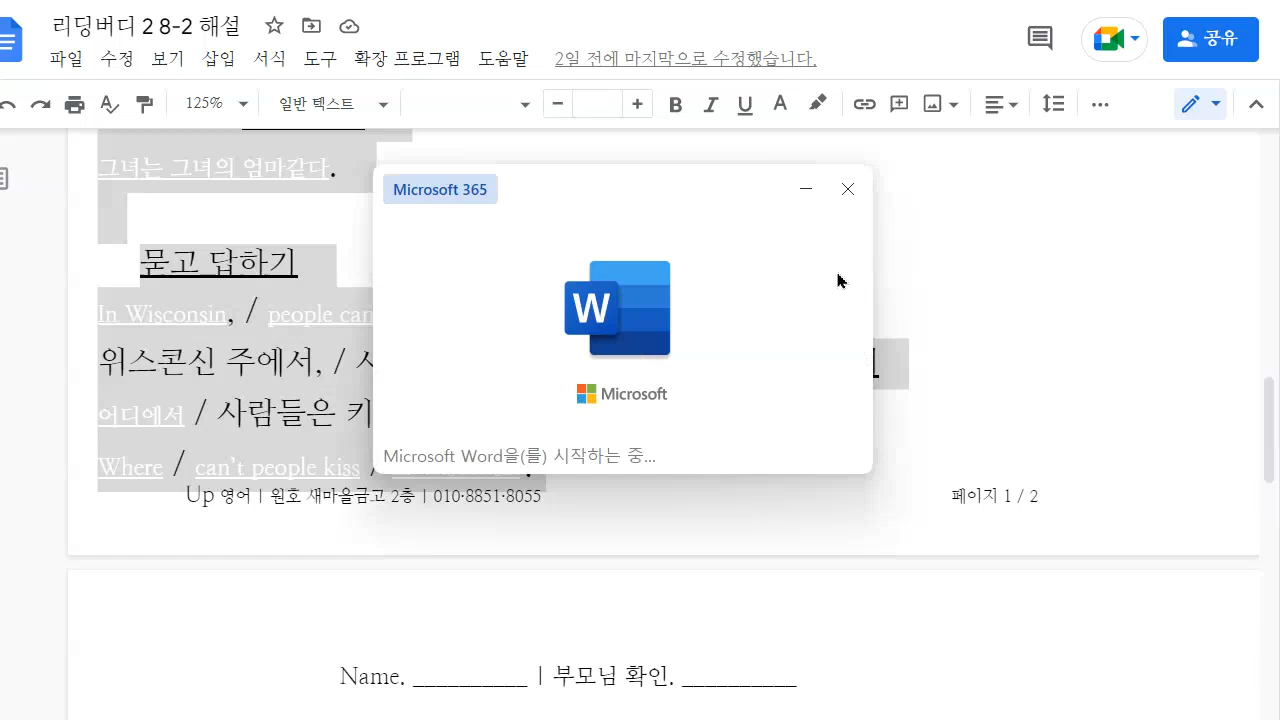 리딩버디 2 8-2 해설
파일 수정 보기 삽입 서식 도구 확장 프로그램 도움말 2일 전에 마지막으로 수정했습니다.
공유
125% 일반 텍스트
그녀는 그녀의 엄마같다.
Microsoft 365
묻고 답하기
In Wisconsin, / people can
위스콘신 주에서, /
어디에서 / 사람들은 키
Where / can't people kiss /
W
Microsoft
Microsoft Word을(를) 시작하는 중...
Up 영어 | 원호 새마을금고 2층 | 010·8851·8055 페이지 1 / 2
Name. __________ | 부모님 확인. __________